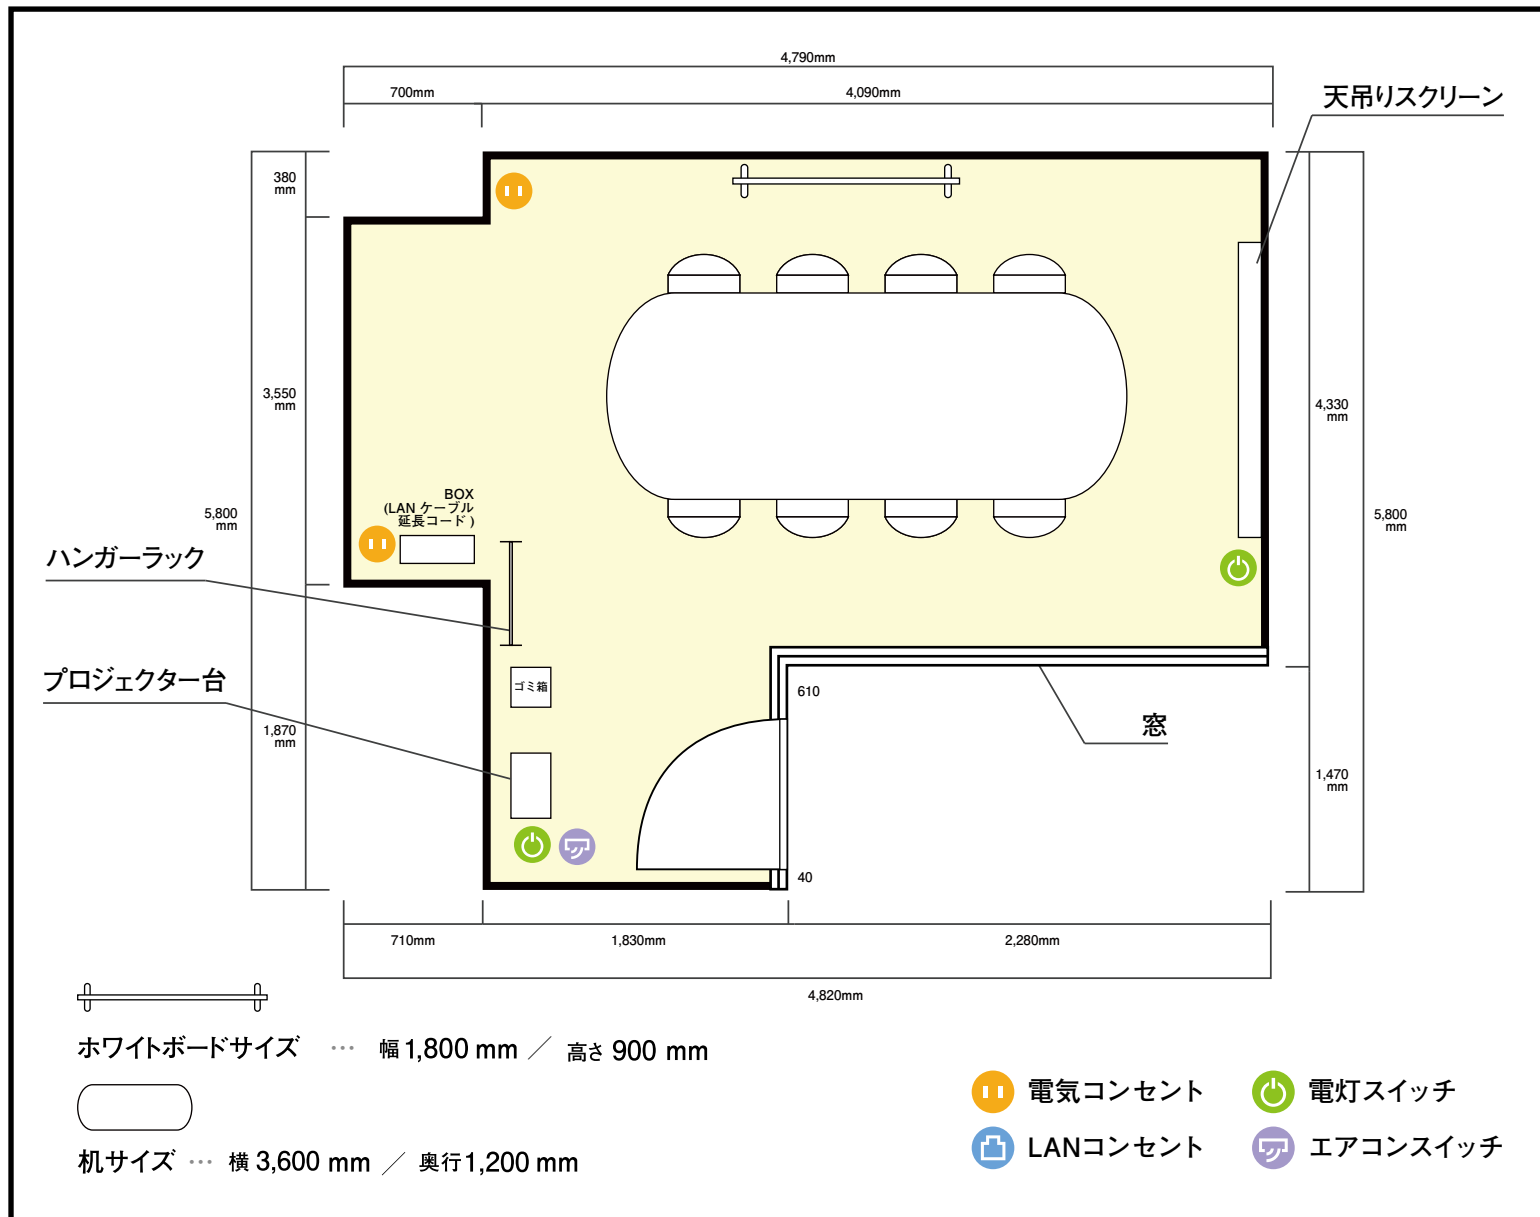 4,790mm
700mm
4,090mm
天吊りスクリーン
380
mm
3,550
mm
4,330
mm
BOX
(LAN ケーブル
延長コード )
5,800
mm
5,800
mm
ハンガーラック
プロジェクター台
ゴミ箱
610
窓
1,870
mm
1,470
mm
40
710mm
1,830mm
2,280mm
4,820mm
ホワイトボードサイズ … 幅 1,800 mm ／ 高さ 900 mm
机サイズ … 横 3,600 mm ／ 奥行 1,200 mm
電気コンセント
電灯スイッチ
LANコンセント
エアコンスイッチ